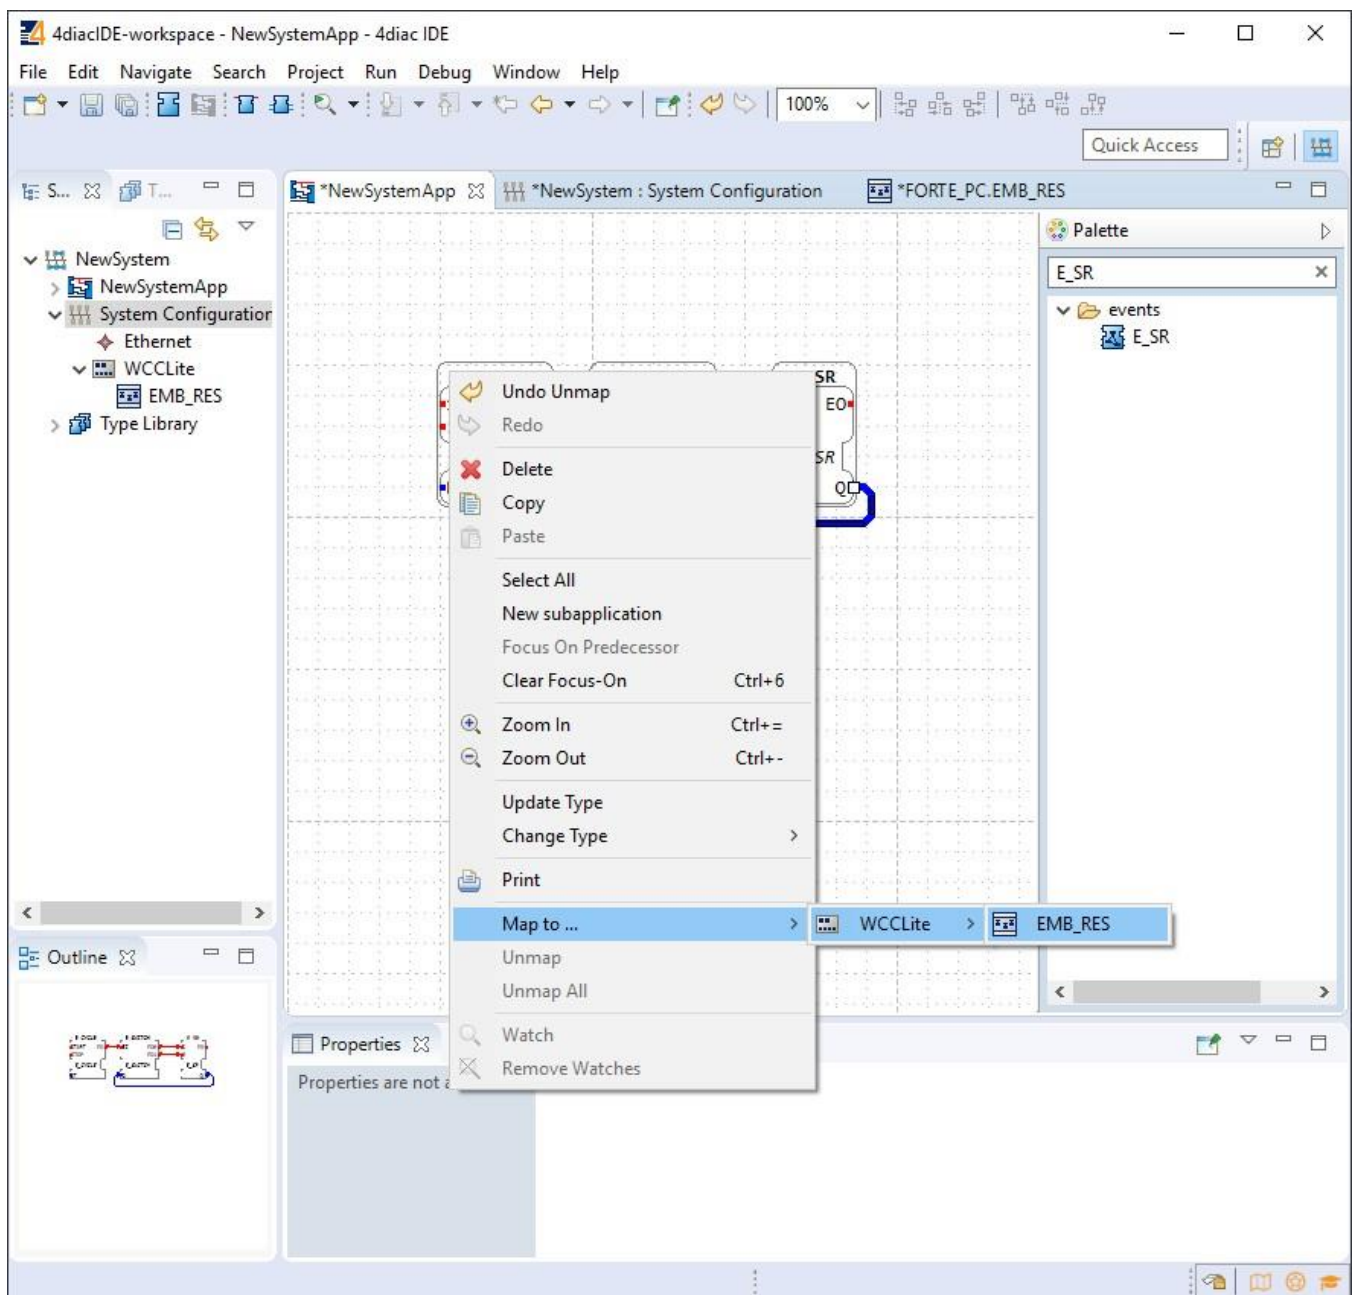 4diacIDE-workspace - NewSystemApp - 4diac IDE
File Edit Navigate Search Project Run Debug Window Help
100%
Quick Access
S... T...
*NewSystemApp *NewSystem : System Configuration *FORTE_PC.EMB_RES
NewSystem
NewSystemApp
System Configuration
Ethernet
WCCLite
EMB_RES
Type Library
Palette
E_SR
events
E_SR
SR
EO
SR
Q
Undo Unmap
Redo
Delete
Copy
Paste
Select All
New subapplication
Focus On Predecessor
Clear Focus-On Ctrl+6
Zoom In Ctrl+=
Zoom Out Ctrl+-
Update Type
Change Type
Print
Map to ... WCCLite EMB_RES
Unmap
Unmap All
Watch
Remove Watches
Outline
Properties
Properties are not a